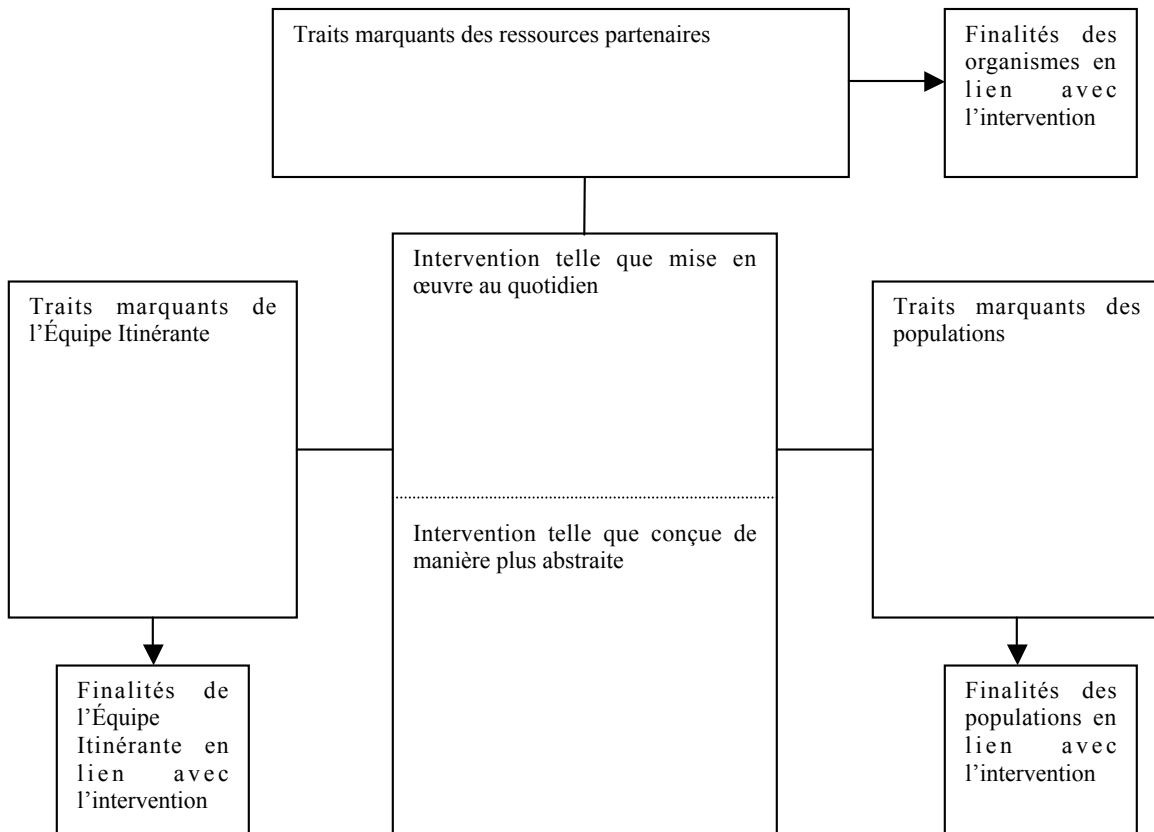 Traits marquants des ressources partenaires
Finalités des
organismes en
lien avec
l’intervention
Intervention telle que mise en
œuvre au quotidien
Traits marquants de
l’Équipe Itinérante
Traits marquants des
populations
Intervention telle que conçue de
manière plus abstraite
Finalités de
l’Équipe
Itinérante en
lien avec
l’intervention
Finalités des
populations en
lien avec
l’intervention